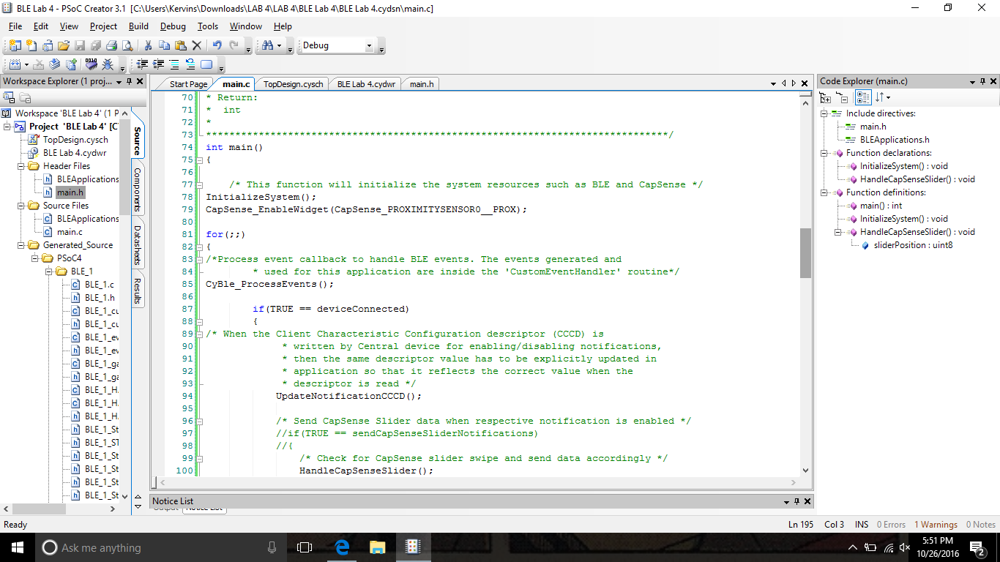 BLE Lab 4 - PSoC Creator 3.1 [C:\Users\Kervins\Downloads\LAB 4\LAB 4\BLE Lab 4\BLE Lab 4.cydsn\main.c]
File Edit View Project Build Debug Tools Window Help
Debug
Workspace Explorer (1 proj...
Workspace 'BLE Lab 4' (1 P
Project 'BLE Lab 4' [C
TopDesign.cysch
BLE Lab 4.cydwr
Header Files
BLEApplications
main.h
Source Files
BLEApplications
main.c
Generated_Source
PSoC4
BLE_1
BLE_1.c
BLE_1.h
BLE_1_cu
BLE_1_cu
BLE_1_ev
BLE_1_ev
BLE_1_ga
BLE_1_ga
BLE_1_H
BLE_1_H
BLE_1_H
BLE_1_St
BLE_1_ST
BLE_1_St
BLE_1_St
BLE_1_St
BLE_1_St
Source
Components
Datasheets
Results
Start Page main.c TopDesign.cysch BLE Lab 4.cydwr main.h
70 * Return:
71 * int
72 *
73 *******************************************************************************/
74 int main()
75 {
76
77 /* This function will initialize the system resources such as BLE and CapSense */
78 InitializeSystem();
79 CapSense_EnableWidget(CapSense_PROXIMITYSENSOR0__PROX);
80
81 for(;;)
82 {
83 /*Process event callback to handle BLE events. The events generated and
84 * used for this application are inside the 'CustomEventHandler' routine*/
85 CyBle_ProcessEvents();
86
87 if(TRUE == deviceConnected)
88 {
89 /* When the Client Characteristic Configuration descriptor (CCCD) is
90 * written by Central device for enabling/disabling notifications,
91 * then the same descriptor value has to be explicitly updated in
92 * application so that it reflects the correct value when the
93 * descriptor is read */
94 UpdateNotificationCCCD();
95
96 /* Send CapSense Slider data when respective notification is enabled */
97 //if(TRUE == sendCapSenseSliderNotifications)
98 //{
99 /* Check for CapSense slider swipe and send data accordingly */
100 HandleCapSenseSlider();
Code Explorer (main.c)
Include directives:
main.h
BLEApplications.h
Function declarations:
InitializeSystem() : void
HandleCapSenseSlider() : void
Function definitions:
main() : int
InitializeSystem() : void
HandleCapSenseSlider() : void
sliderPosition : uint8
Notice List
Output Notice List
Ready
Ln 195 Col 3 INS 0 Errors 1 Warnings 0 Notes
Ask me anything
5:51 PM
10/26/2016
2